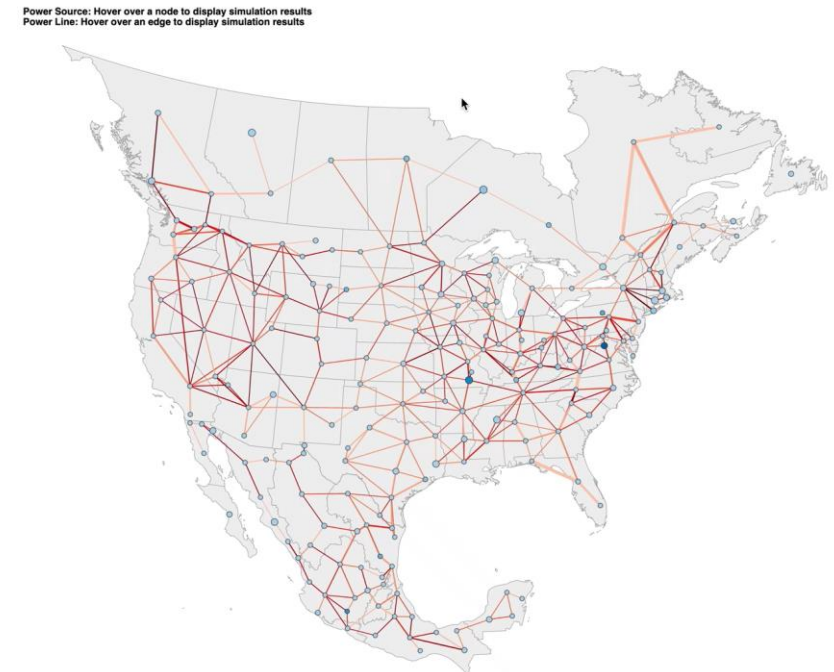 Power Source: Hover over a node to display simulation results
Power Line: Hover over an edge to display simulation results